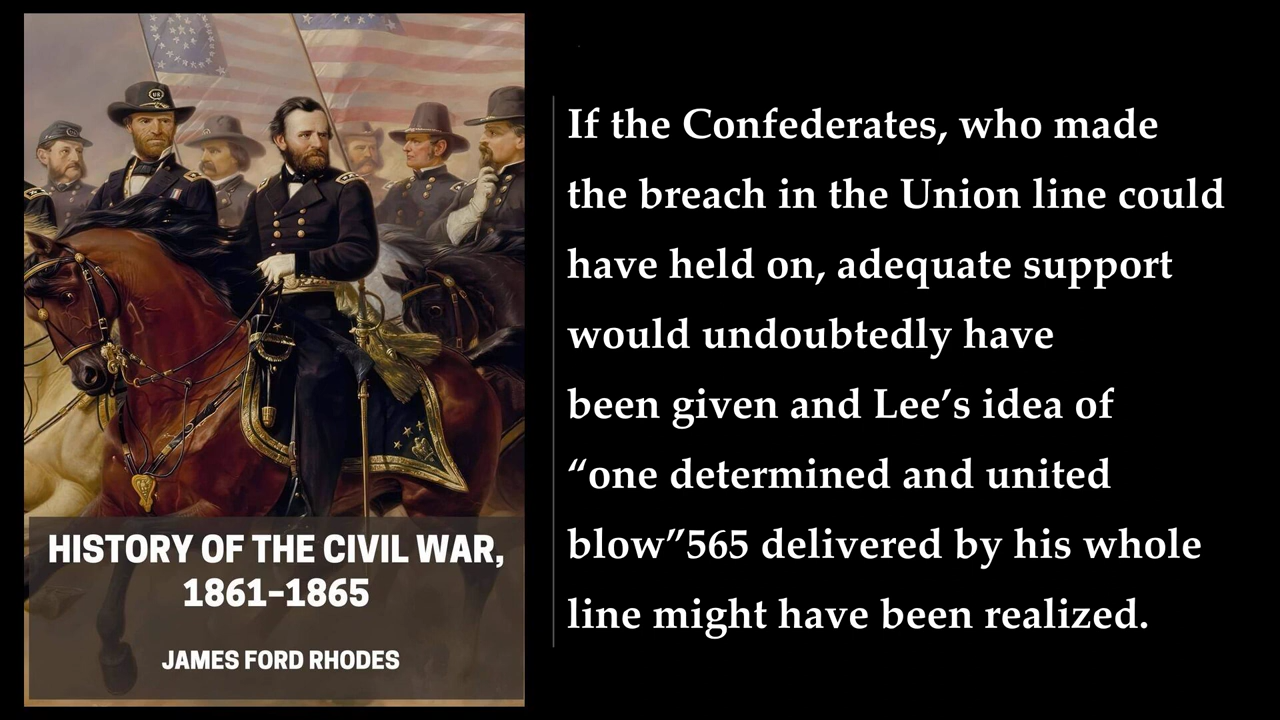 HISTORY OF THE CIVIL WAR,
1861–1865
JAMES FORD RHODES
If the Confederates, who made
the breach in the Union line could
have held on, adequate support
would undoubtedly have
been given and Lee’s idea of
“one determined and united
blow”565 delivered by his whole
line might have been realized.